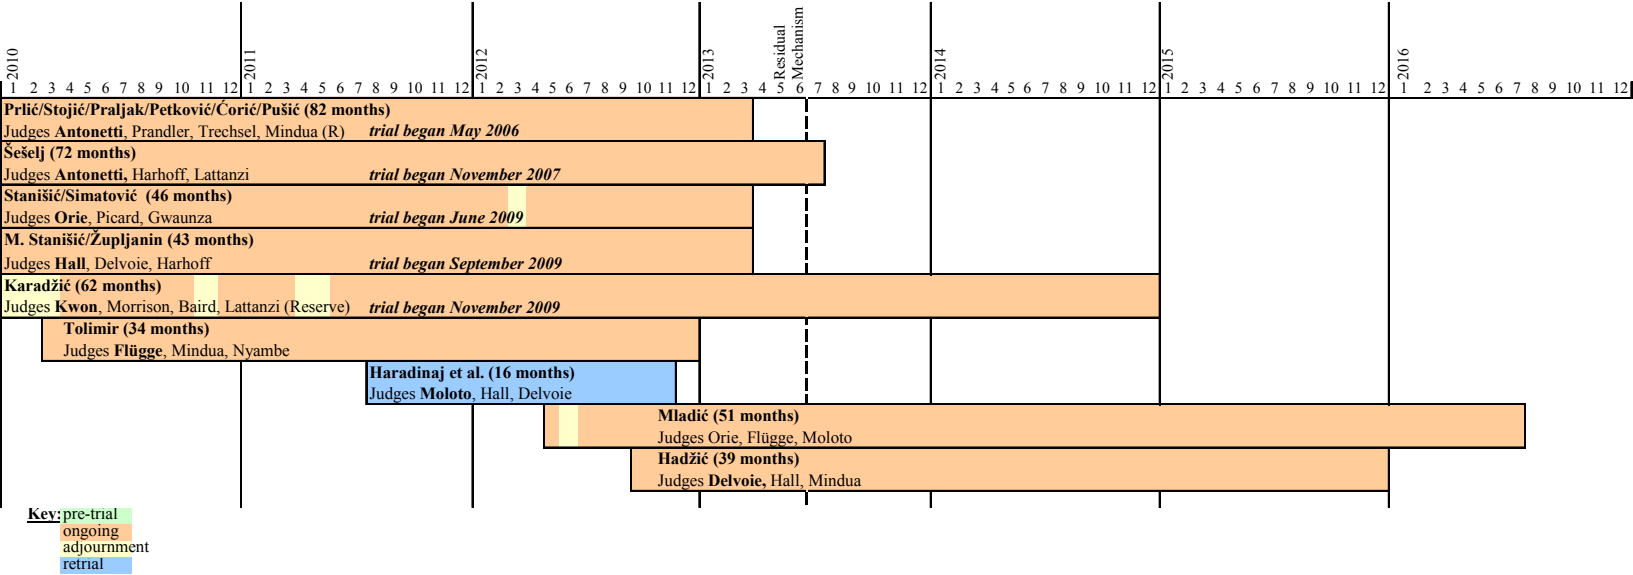 2010 2011 2012 2013 Residual Mechanism 2014 2015 2016
1 2 3 4 5 6 7 8 9 10 11 12 1 2 3 4 5 6 7 8 9 10 11 12 1 2 3 4 5 6 7 8 9 10 11 12 1 2 3 4 5 6 7 8 9 10 11 12 1 2 3 4 5 6 7 8 9 10 11 12 1 2 3 4 5 6 7 8 9 10 11 12 1 2 3 4 5 6 7 8 9 10 11 12
Prlić/Stojić/Praljak/Petković/Ćorić/Pušić (82 months)
Judges Antonetti, Prandler, Trechsel, Mindua (R) trial began May 2006
Šešelj (72 months)
Judges Antonetti, Harhoff, Lattanzi trial began November 2007
Stanišić/Simatović (46 months)
Judges Orie, Picard, Gwaunza trial began June 2009
M. Stanišić/Župljanin (43 months)
Judges Hall, Delvoie, Harhoff trial began September 2009
Karadžić (62 months)
Judges Kwon, Morrison, Baird, Lattanzi (Reserve) trial began November 2009
Tolimir (34 months)
Judges Flügge, Mindua, Nyambe
Haradinaj et al. (16 months)
Judges Moloto, Hall, Delvoie
Mladić (51 months)
Judges Orie, Flügge, Moloto
Hadžić (39 months)
Judges Delvoie, Hall, Mindua
Key: pre-trial
ongoing
adjournment
retrial